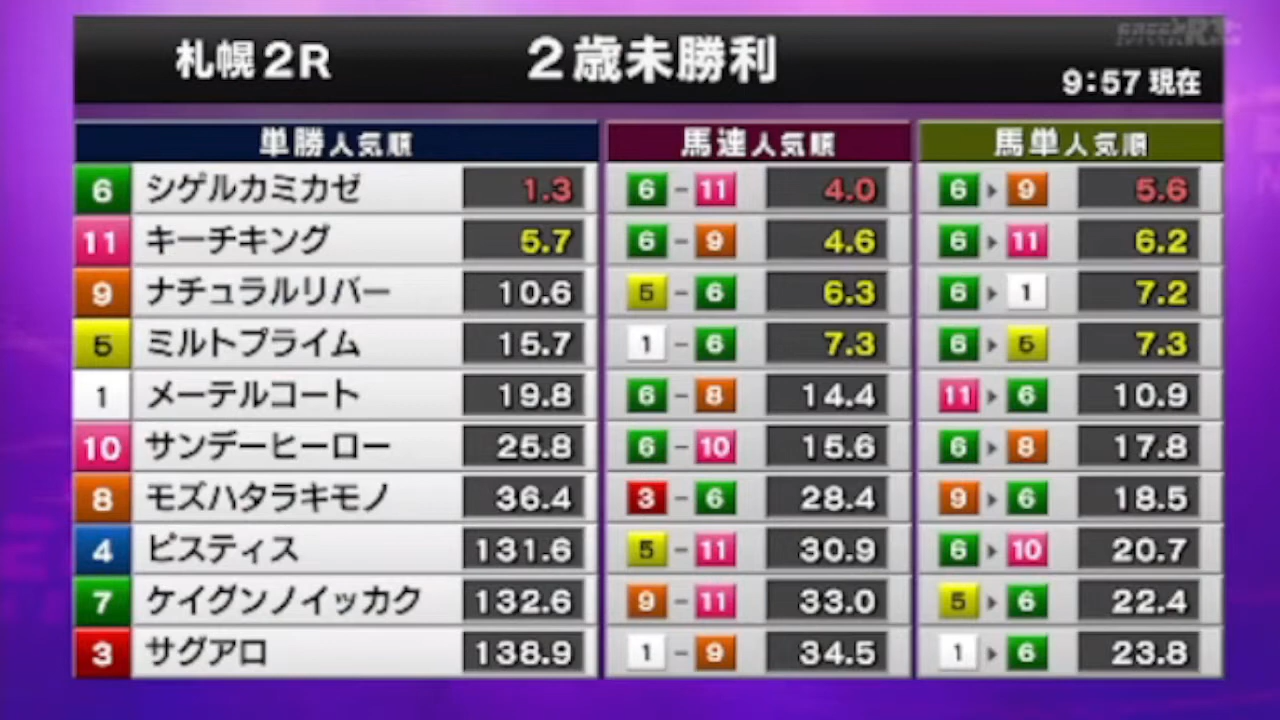 札幌2R 2歳未勝利 9:57 現在
単勝人気順 馬連人気順 馬単人気順
6 シゲルカミカゼ 1.3 6-11 4.0 6▸9 5.6
11 キーチキング 5.7 6-9 4.6 6▸11 6.2
9 ナチュラルリバー 10.6 5-6 6.3 6▸1 7.2
5 ミルトプライム 15.7 1-6 7.3 6▸5 7.3
1 メーテルコート 19.8 6-8 14.4 11▸6 10.9
10 サンデーヒーロー 25.8 6-10 15.6 6▸8 17.8
8 モズハタラキモノ 36.4 3-6 28.4 9▸6 18.5
4 ピスティス 131.6 5-11 30.9 6▸10 20.7
7 ケイグンノイッカク 132.6 9-11 33.0 5▸6 22.4
3 サグアロ 138.9 1-9 34.5 1▸6 23.8